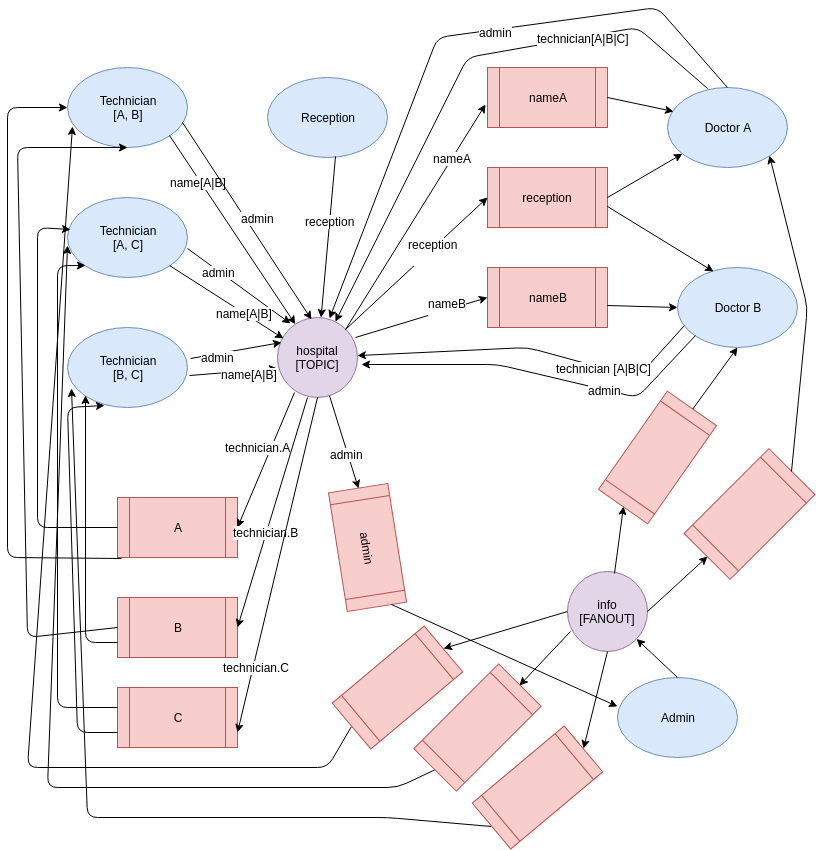 admin
technician[A|B|C]
Technician
[A, B]
Reception
nameA
Doctor A
nameA
name[A|B]
admin
reception
reception
reception
Technician
[A, C]
admin
name[A|B]
nameB
nameB
Doctor B
Technician
[B, C]
admin
name[A|B]
hospital
[TOPIC]
technician [A|B|C]
admin
technician.A
admin
A
technician.B
admin
B
technician.C
C
info
[FANOUT]
Admin